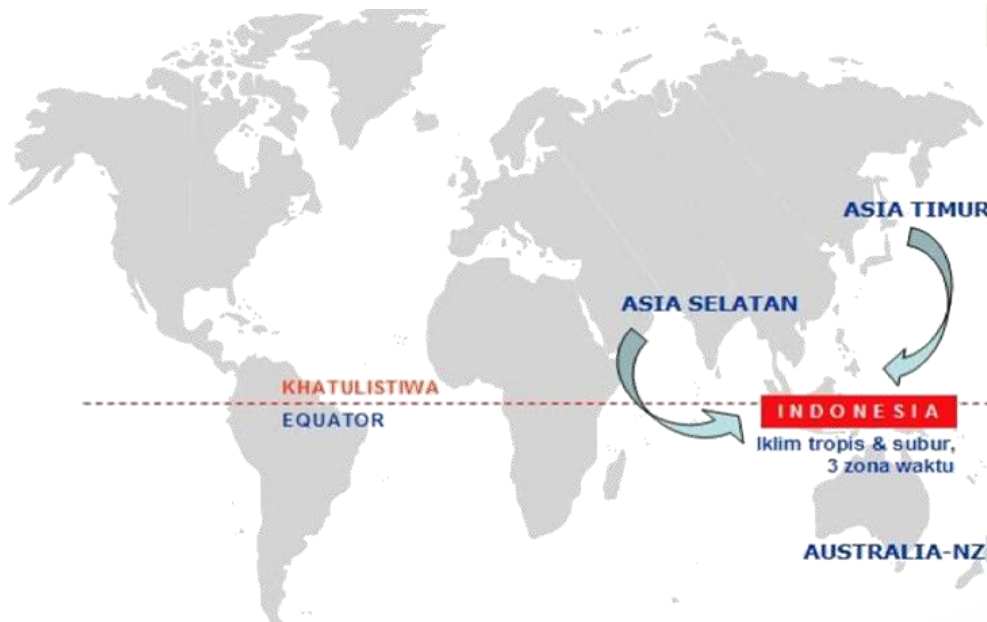 ASIA TIMUR
ASIA SELATAN
KHATULISTIWA
EQUATOR
INDONESIA
Iklim tropis & subur,
3 zona waktu
AUSTRALIA-NZ